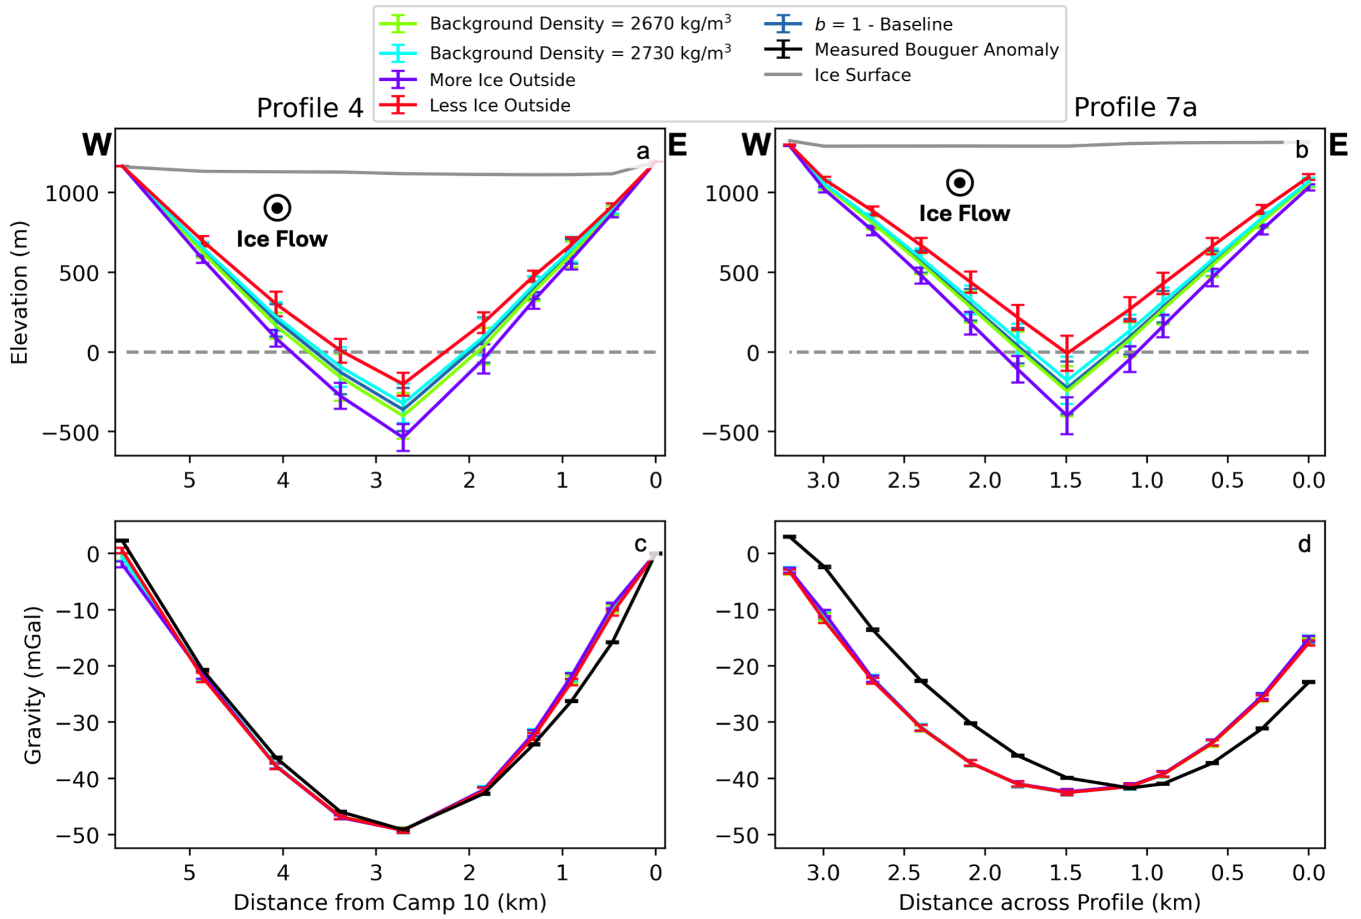 Background Density = 2670 kg/m³
Background Density = 2730 kg/m³
More Ice Outside
Less Ice Outside
b = 1 - Baseline
Measured Bouguer Anomaly
Ice Surface
Profile 4
Profile 7a
W
a
E
W
b
E
Ice Flow
Ice Flow
Elevation (m)
1000
500
0
−500
5
4
3
2
1
0
1000
500
0
−500
3.0
2.5
2.0
1.5
1.0
0.5
0.0
c
d
Gravity (mGal)
0
−10
−20
−30
−40
−50
5
4
3
2
1
0
Distance from Camp 10 (km)
0
−10
−20
−30
−40
−50
3.0
2.5
2.0
1.5
1.0
0.5
0.0
Distance across Profile (km)